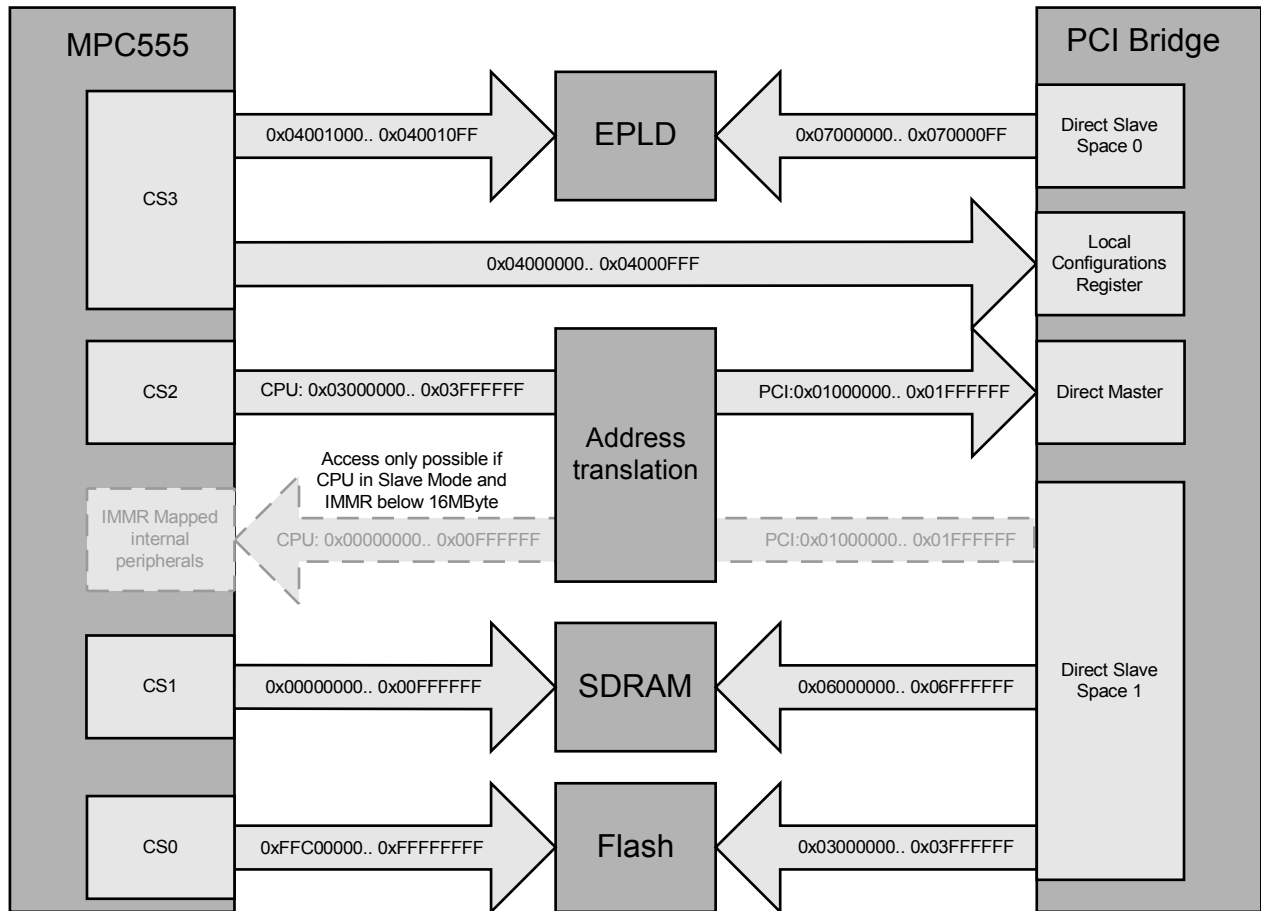 MPC555
PCI Bridge
CS3
0x04001000.. 0x040010FF
EPLD
0x07000000.. 0x070000FF
Direct Slave
Space 0
0x04000000.. 0x04000FFF
Local
Configurations
Register
CS2
CPU: 0x03000000.. 0x03FFFFFF
Address
translation
PCI:0x01000000.. 0x01FFFFFF
Direct Master
Access only possible if
CPU in Slave Mode and
IMMR below 16MByte
IMMR Mapped
internal
peripherals
CPU: 0x00000000.. 0x00FFFFFF
PCI:0x01000000.. 0x01FFFFFF
CS1
0x00000000.. 0x00FFFFFF
SDRAM
0x06000000.. 0x06FFFFFF
Direct Slave
Space 1
CS0
0xFFC00000.. 0xFFFFFFFF
Flash
0x03000000.. 0x03FFFFFF